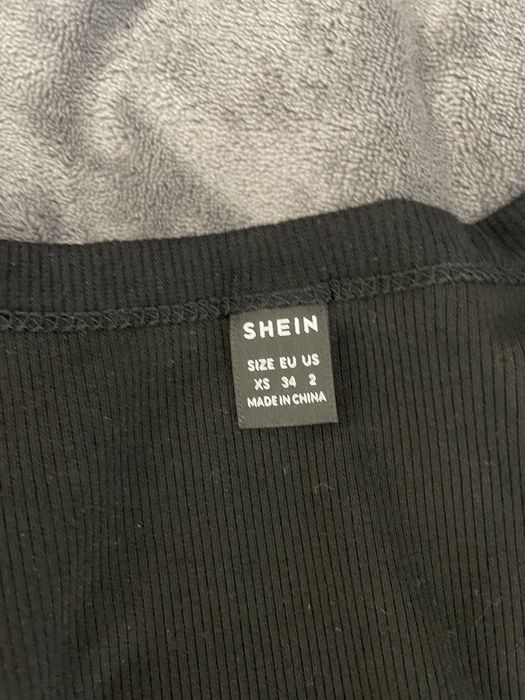 SHEIN
SIZE EU US
XS 34 2
MADE IN CHINA